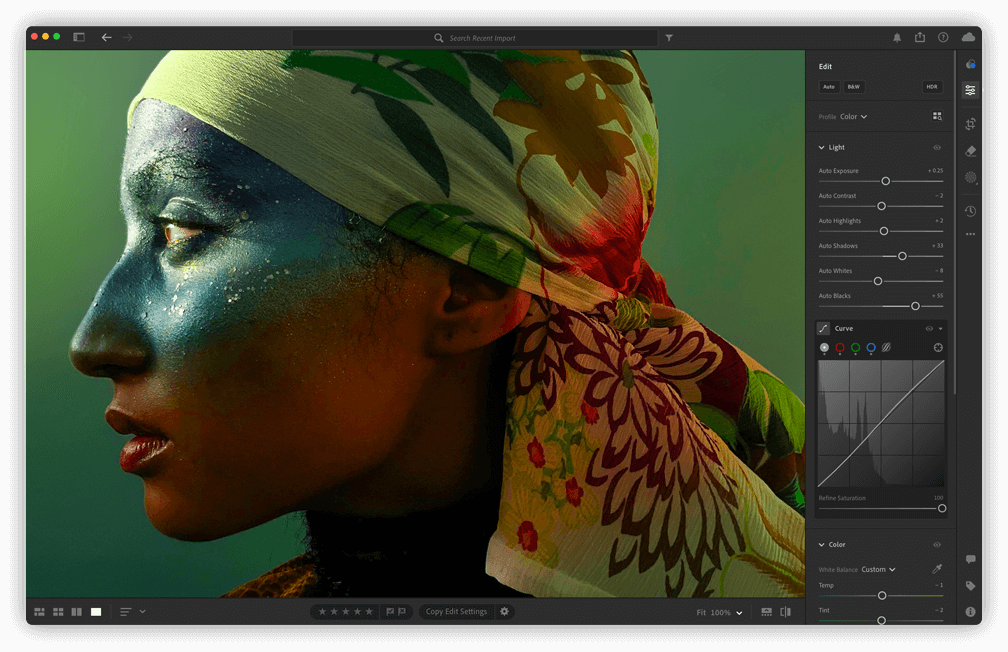 Search Recent Import
Edit
Auto B&W HDR
Profile Color
Light
Auto Exposure + 0.25
Auto Contrast − 2
Auto Highlights + 2
Auto Shadows + 33
Auto Whites − 8
Auto Blacks + 55
Curve
Refine Saturation 100
Color
White Balance Custom
Temp − 1
Tint − 2
Copy Edit Settings
Fit 100%